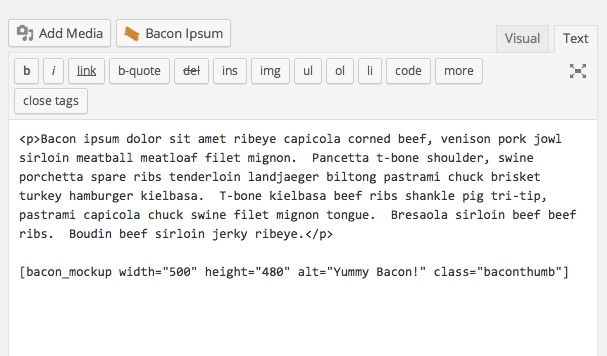 Add Media Bacon Ipsum
Visual Text
b i link b-quote del ins img ul ol li code more
close tags
<p>Bacon ipsum dolor sit amet ribeye capicola corned beef, venison pork jowl
sirloin meatball meatloaf filet mignon.  Pancetta t-bone shoulder, swine
porchetta spare ribs tenderloin landjaeger biltong pastrami chuck brisket
turkey hamburger kielbasa.  T-bone kielbasa beef ribs shankle pig tri-tip,
pastrami capicola chuck swine filet mignon tongue.  Bresaola sirloin beef beef
ribs.  Boudin beef sirloin jerky ribeye.</p>
[bacon_mockup width="500" height="480" alt="Yummy Bacon!" class="baconthumb"]